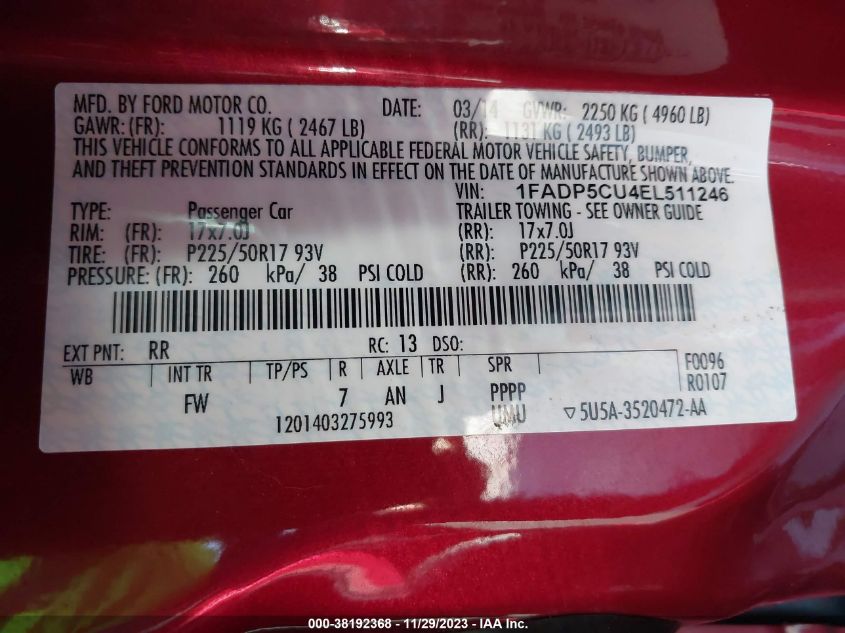 MFD. BY FORD MOTOR CO. DATE: 03/14 GVWR: 2250 KG ( 4960 LB)
GAWR: (FR): 1119 KG ( 2467 LB) (RR): 1131 KG ( 2493 LB)
THIS VEHICLE CONFORMS TO ALL APPLICABLE FEDERAL MOTOR VEHICLE SAFETY, BUMPER,
AND THEFT PREVENTION STANDARDS IN EFFECT ON THE DATE OF MANUFACTURE SHOWN ABOVE.
VIN: 1FADP5CU4EL511246
TYPE: Passenger Car TRAILER TOWING - SEE OWNER GUIDE
RIM: (FR): 17x7.0J (RR): 17x7.0J
TIRE: (FR): P225/50R17 93V (RR): P225/50R17 93V
PRESSURE: (FR): 260 kPa/ 38 PSI COLD (RR): 260 kPa/ 38 PSI COLD
EXT PNT: RR RC: 13 DSO:
WB INT TR TP/PS R AXLE TR SPR F0096
FW 7 AN J PPPP R0107
1201403275993 UMU ▽5U5A-3520472-AA
000-38192368 - 11/29/2023 - IAA Inc.